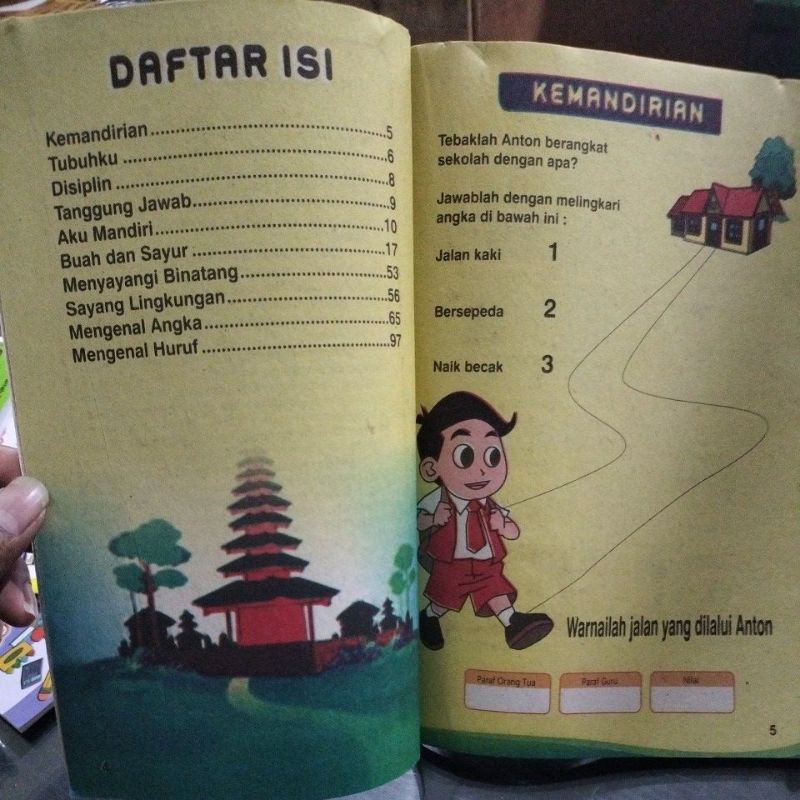 DAFTAR ISI
Kemandirian..........5
Tubuhku..........6
Disiplin..........8
Tanggung Jawab..........9
Aku Mandiri..........10
Buah dan Sayur..........17
Menyayangi Binatang..........53
Sayang Lingkungan..........56
Mengenal Angka..........65
Mengenal Huruf..........97
4
KEMANDIRIAN
Tebaklah Anton berangkat
sekolah dengan apa?
Jawablah dengan melingkari
angka di bawah ini :
Jalan kaki 1
Bersepeda 2
Naik becak 3
Warnailah jalan yang dilalui Anton
Paraf Orang Tua Paraf Guru Nilai
5